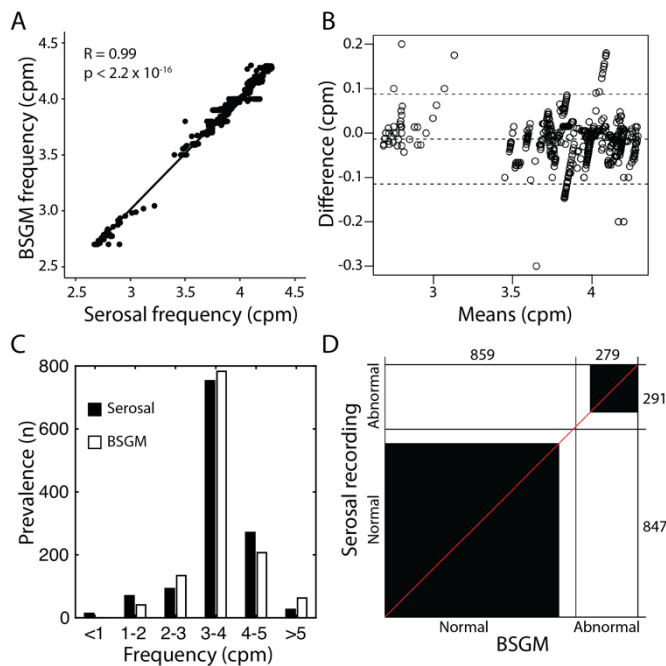 A
R = 0.99
p < 2.2 x 10-16
BSGM frequency (cpm)
4.5
4.0
3.5
3.0
2.5
2.5 3.0 3.5 4.0 4.5
Serosal frequency (cpm)
B
Difference (cpm)
0.2
0.1
0.0
-0.1
-0.2
-0.3
3 3.5 4
Means (cpm)
C
Prevalence (n)
800
600
400
200
0
Serosal
BSGM
<1 1-2 2-3 3-4 4-5 >5
Frequency (cpm)
D
859 279
Serosal recording
Abnormal
Normal
291
847
Normal Abnormal
BSGM